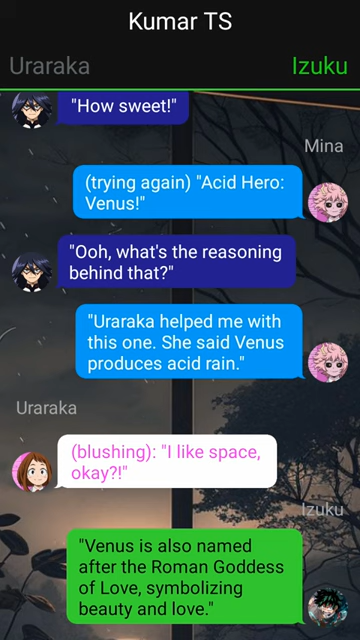 Kumar TS
Uraraka
Izuku
"How sweet!"
Mina
(trying again) "Acid Hero:
Venus!"
"Ooh, what's the reasoning
behind that?"
"Uraraka helped me with
this one. She said Venus
produces acid rain."
Uraraka
(blushing): "I like space,
okay?!"
Izuku
"Venus is also named
after the Roman Goddess
of Love, symbolizing
beauty and love."